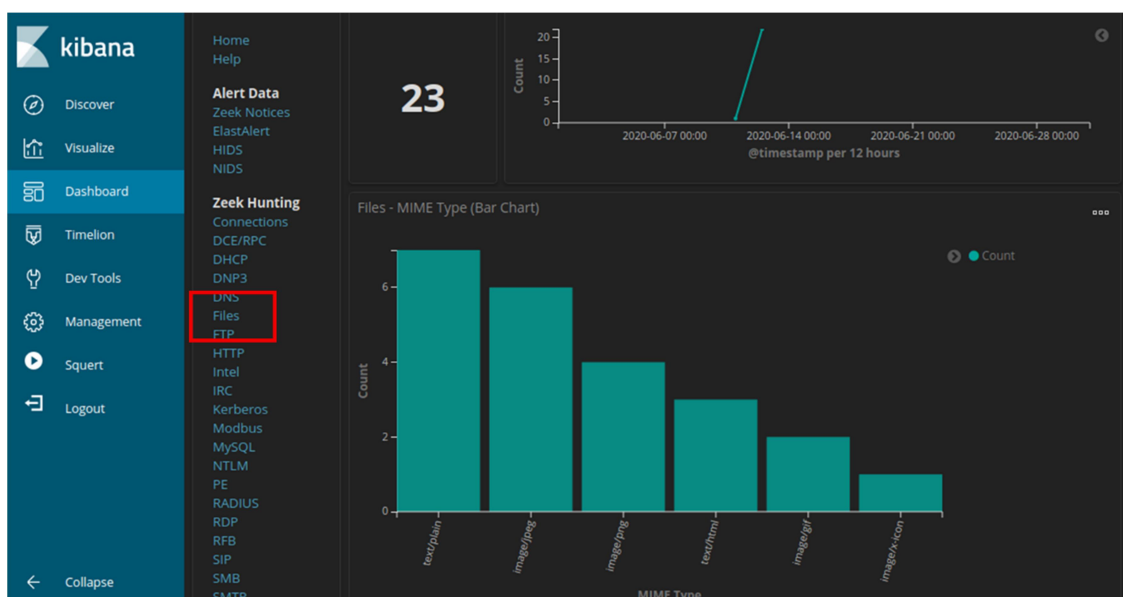 kibana
Discover
Visualize
Dashboard
Timelion
Dev Tools
Management
Squert
Logout
Collapse
Home
Help
Alert Data
Zeek Notices
ElastAlert
HIDS
NIDS
Zeek Hunting
Connections
DCE/RPC
DHCP
DNP3
DNS
Files
FTP
HTTP
Intel
IRC
Kerberos
Modbus
MySQL
NTLM
PE
RADIUS
RDP
RFB
SIP
SMB
SMTP
23
Count
20
15
10
5
0
2020-06-07 00:00
2020-06-14 00:00
2020-06-21 00:00
2020-06-28 00:00
@timestamp per 12 hours
Files - MIME Type (Bar Chart)
Count
Count
6
4
2
0
text/plain
image/jpeg
image/png
text/html
image/gif
image/x-icon
MIME Type